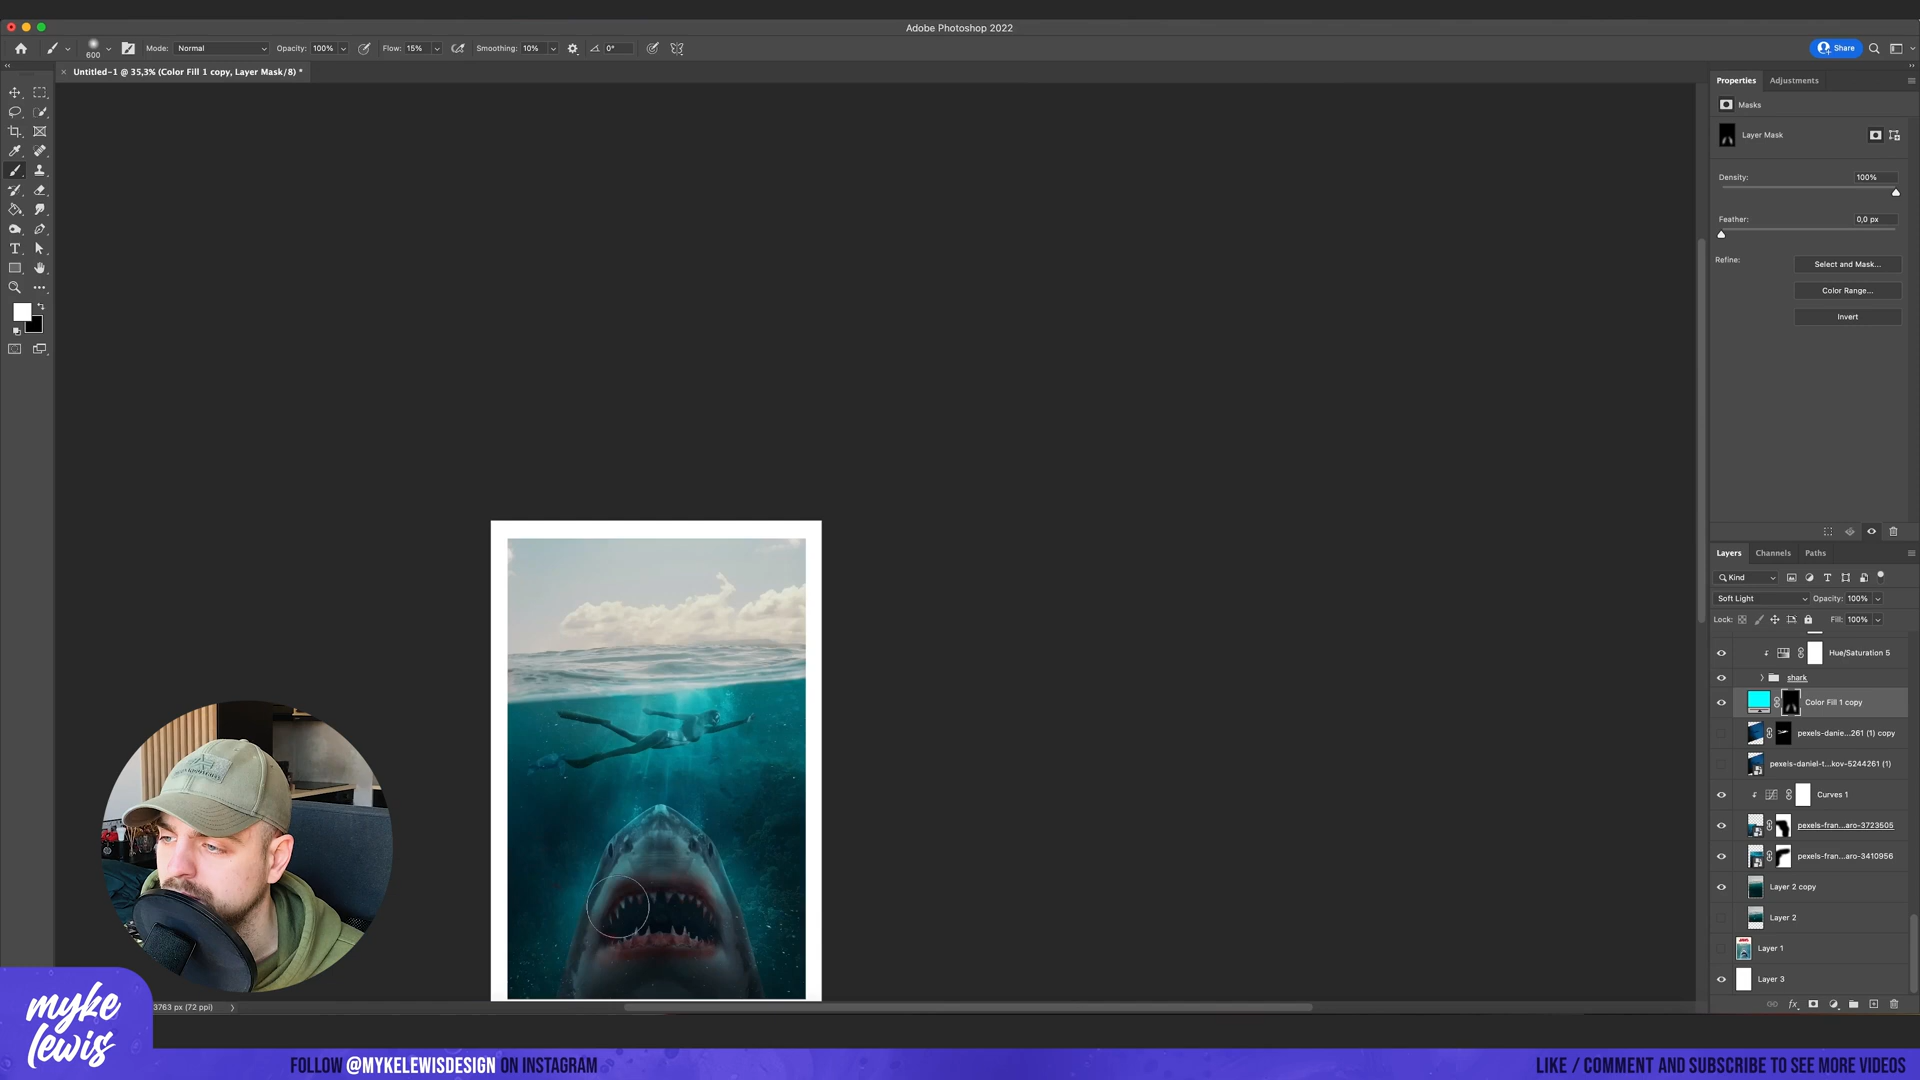 Adobe Photoshop 2022
600
Mode: Normal
Opacity: 100%
Flow: 15%
Smoothing: 10%
0°
Share
Untitled-1 @ 35,3% (Color Fill 1 copy, Layer Mask/8) *
Properties
Adjustments
Masks
Layer Mask
Density: 100%
Feather: 0,0 px
Refine:
Select and Mask...
Color Range...
Invert
Layers
Channels
Paths
Kind
Soft Light
Opacity: 100%
Lock:
Fill: 100%
Hue/Saturation 5
shark
Color Fill 1 copy
pexels-danie...261 (1) copy
pexels-daniel-t...kov-5244261 (1)
Curves 1
pexels-fran...aro-3723505
pexels-fran...aro-3410956
Layer 2 copy
Layer 2
Layer 1
Layer 3
3763 px (72 ppi)
myke
lewis
FOLLOW @MYKELEWISDESIGN ON INSTAGRAM
LIKE / COMMENT AND SUBSCRIBE TO SEE MORE VIDEOS